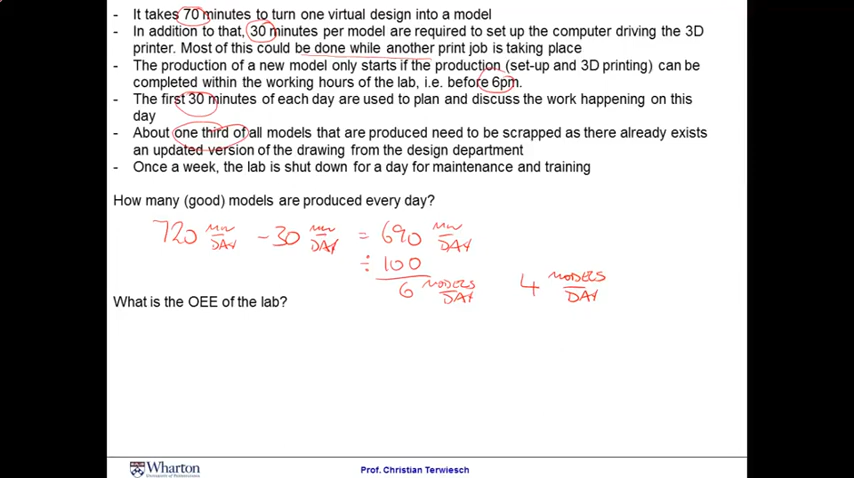 - It takes 70 minutes to turn one virtual design into a model
- In addition to that, 30 minutes per model are required to set up the computer driving the 3D
printer. Most of this could be done while another print job is taking place
- The production of a new model only starts if the production (set-up and 3D printing) can be
completed within the working hours of the lab, i.e. before 6pm.
- The first 30 minutes of each day are used to plan and discuss the work happening on this
day
- About one third of all models that are produced need to be scrapped as there already exists
an updated version of the drawing from the design department
- Once a week, the lab is shut down for a day for maintenance and training
How many (good) models are produced every day?
720 MIN/DAY - 30 MIN/DAY = 690 MIN/DAY
÷ 100
6 MODELS/DAY 4 MODELS/DAY
What is the OEE of the lab?
Wharton
Prof. Christian Terwiesch